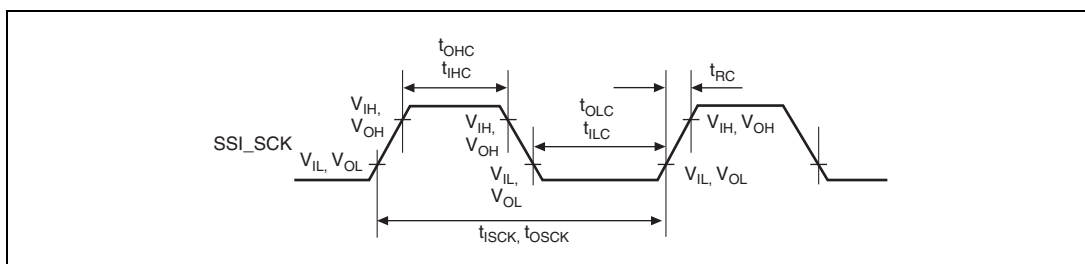 tOHC
tIHC
tRC
tOLC
tILC
VIH,
VOH
VIH,
VOH
VIH, VOH
SSI_SCK
VIL, VOL
VIL,
VOL
VIL, VOL
tISCK, tOSCK